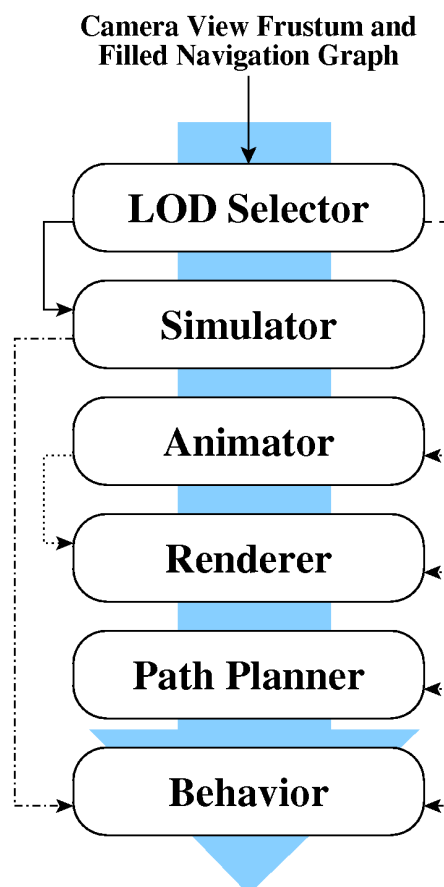 Camera View Frustum and
Filled Navigation Graph
LOD Selector
Simulator
Animator
Renderer
Path Planner
Behavior